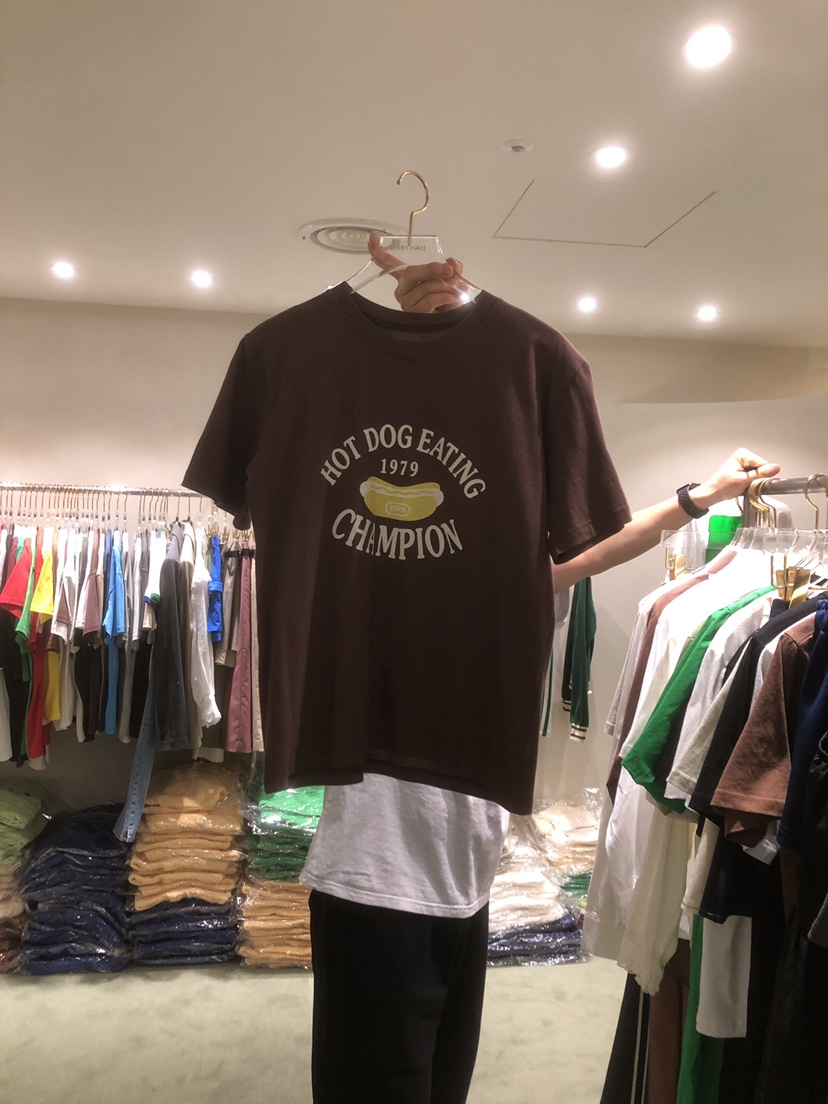 HOT DOG EATING
1979
CHAMPION